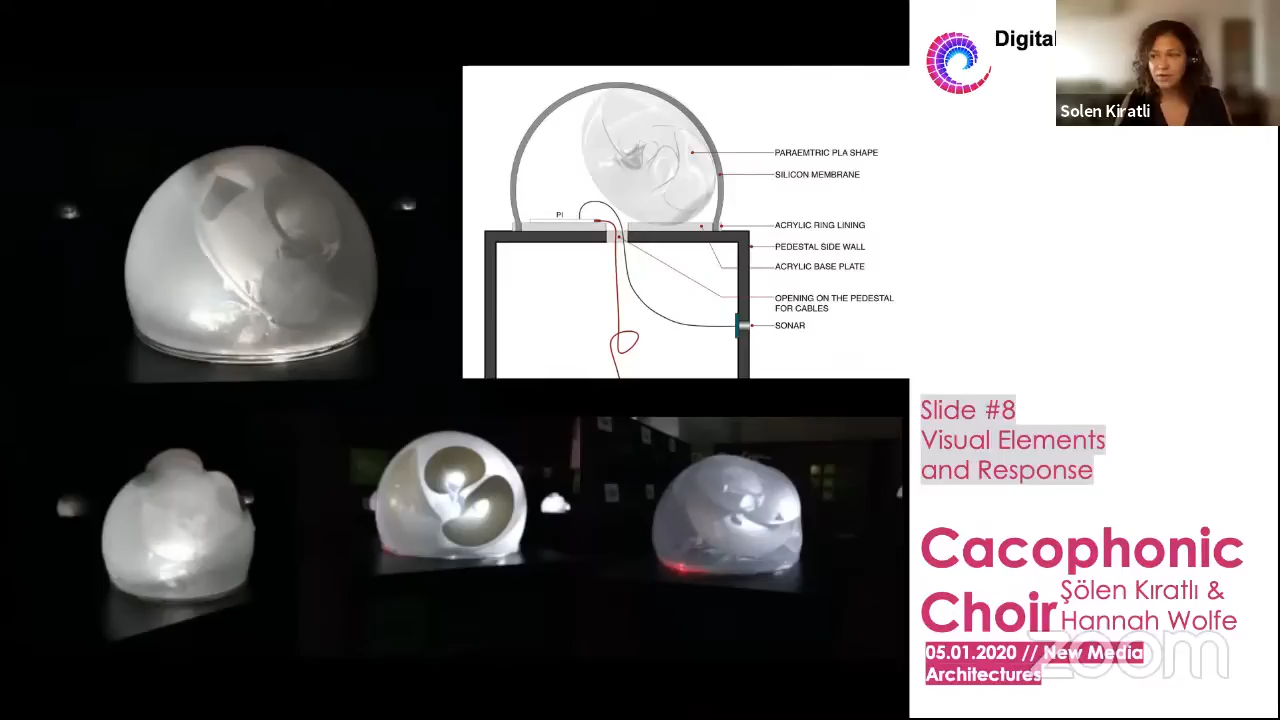 Digital
Solen Kiratli
PARAEMTRIC PLA SHAPE
SILICON MEMBRANE
PI
ACRYLIC RING LINING
PEDESTAL SIDE WALL
ACRYLIC BASE PLATE
OPENING ON THE PEDESTAL
FOR CABLES
SONAR
Slide #8
Visual Elements
and Response
Cacophonic
Choir
Şölen Kıratlı &
Hannah Wolfe
05.01.2020 // New Media
Architectures
zoom